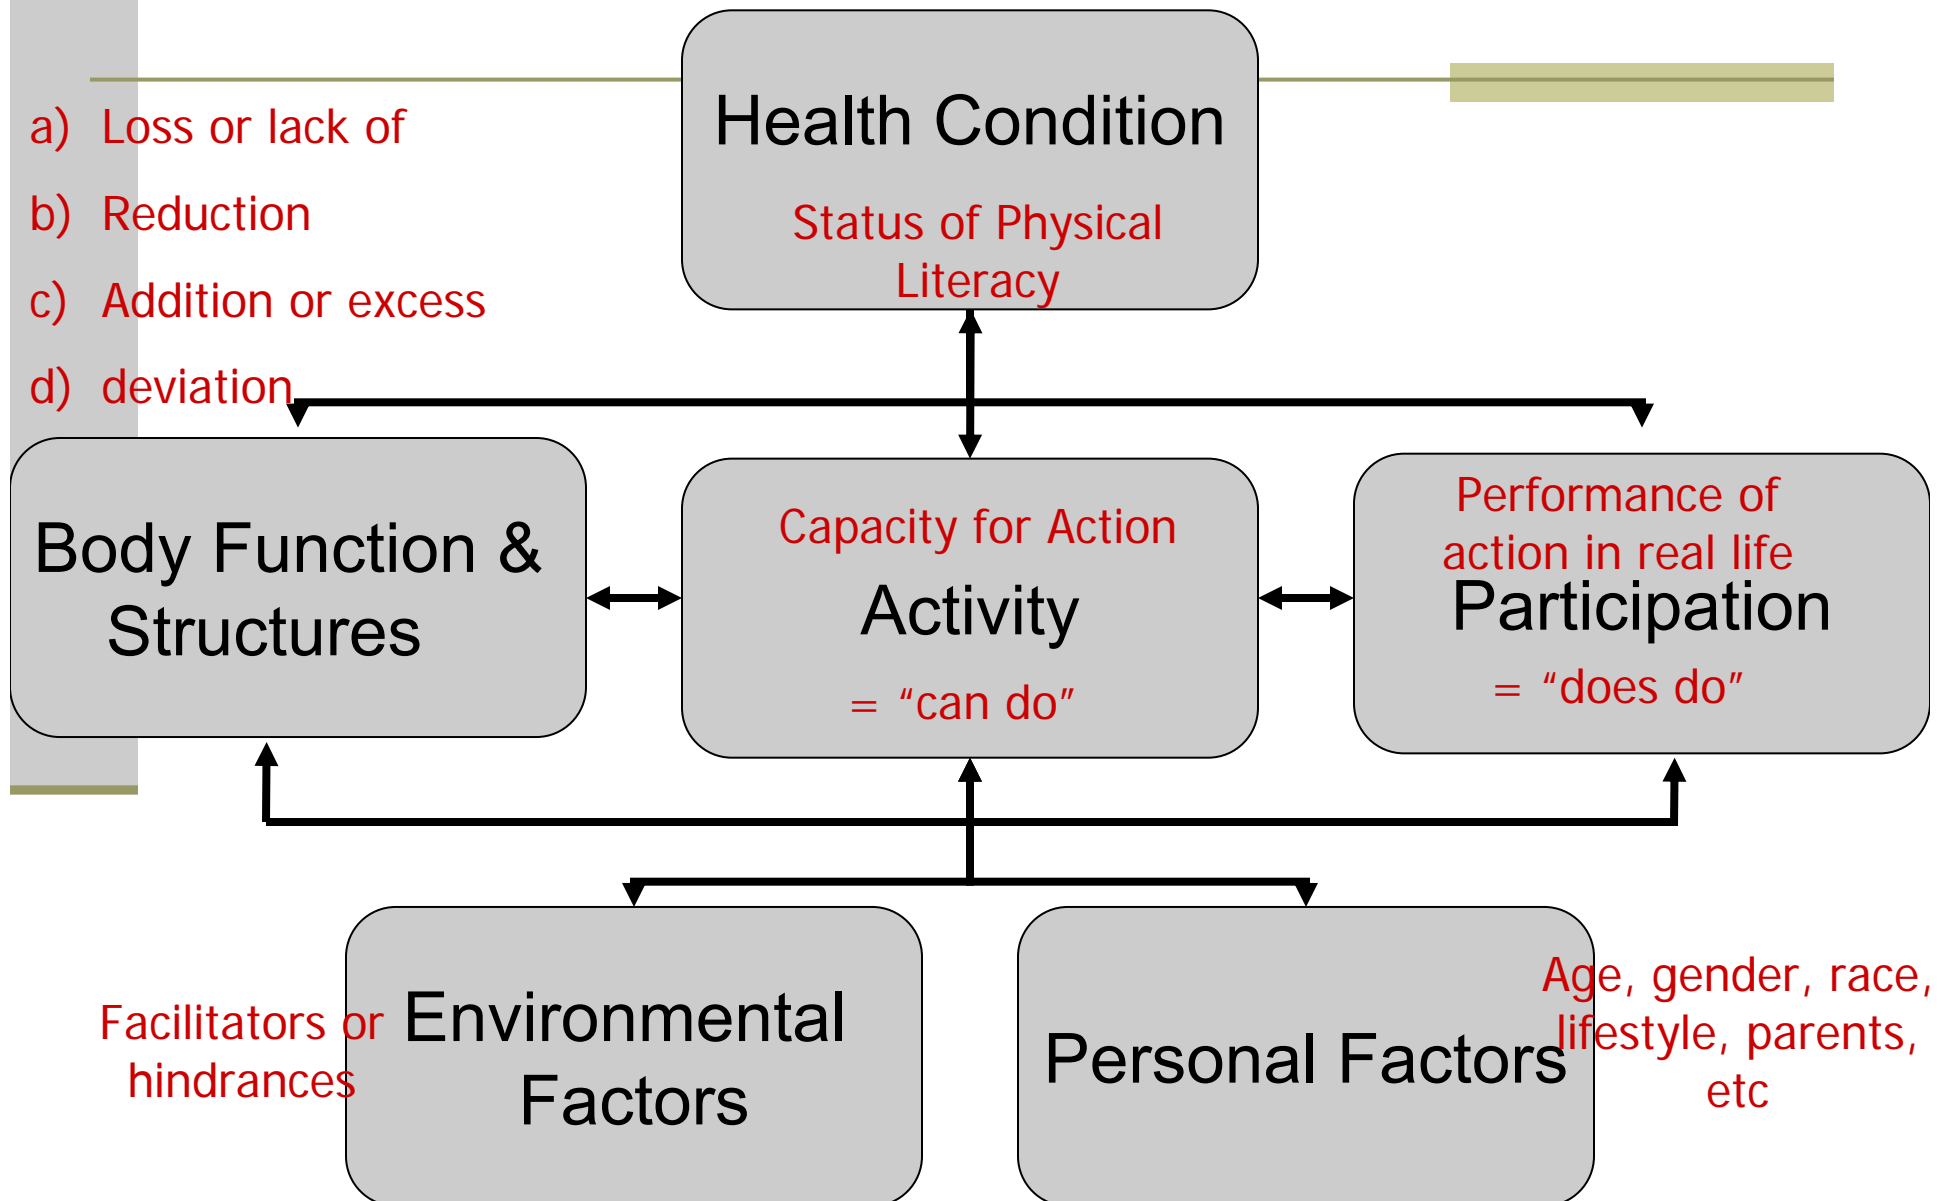 Health Condition
Status of Physical
Literacy
a) Loss or lack of
b) Reduction
c) Addition or excess
d) deviation
Body Function &
Structures
Capacity for Action
Activity
= “can do”
Performance of
action in real life
Participation
= “does do”
Facilitators or
hindrances
Environmental
Factors
Personal Factors
Age, gender, race,
lifestyle, parents,
etc